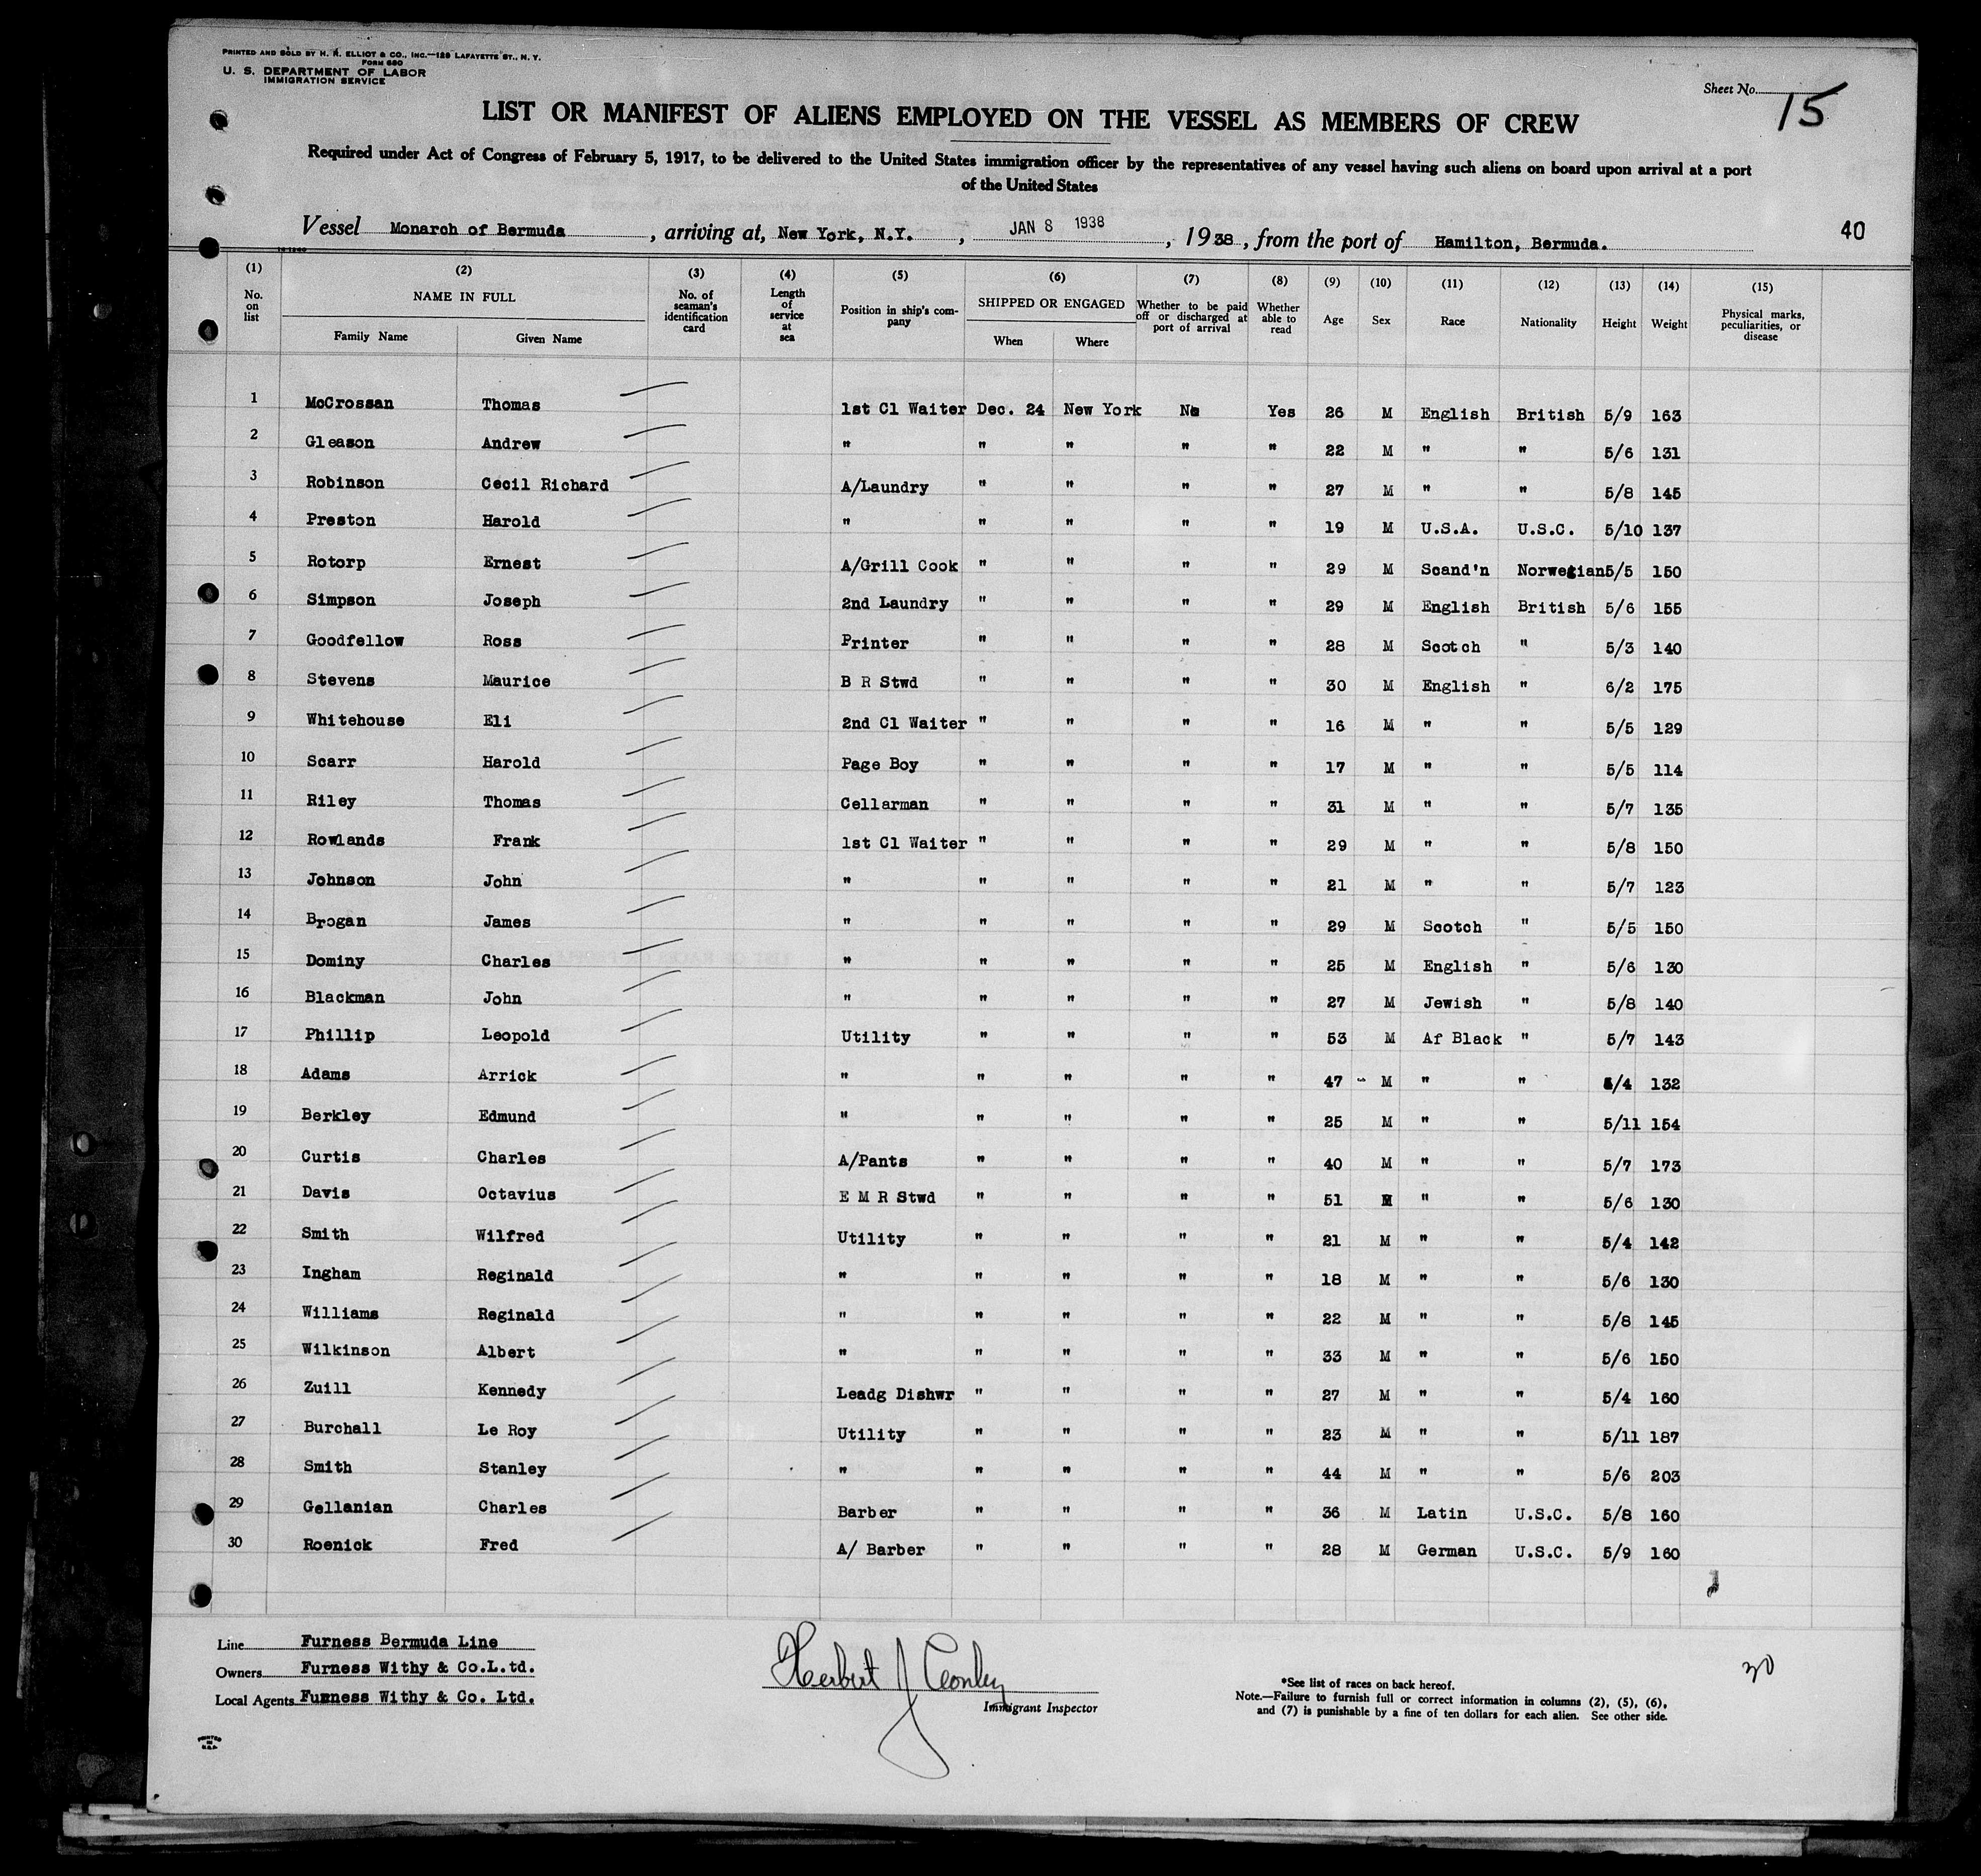 PRINTED AND SOLD BY H. R. ELLIOT & CO., INC.—128 LAFAYETTE ST., N. Y.
FORM 680
U. S. DEPARTMENT OF LABOR
IMMIGRATION SERVICE
Sheet No. 15
LIST OR MANIFEST OF ALIENS EMPLOYED ON THE VESSEL AS MEMBERS OF CREW
Required under Act of Congress of February 5, 1917, to be delivered to the United States immigration officer by the representatives of any vessel having such aliens on board upon arrival at a port
of the United States
Vessel Monarch of Bermuda, arriving at, New York, N.Y., JAN 8 1938, 1938, from the port of Hamilton, Bermuda. 40
(1) (2) (3) (4) (5) (6) (7) (8) (9) (10) (11) (12) (13) (14) (15)
No. on list NAME IN FULL Family Name Given Name No. of seaman's identification card Length of service at sea Position in ship's company SHIPPED OR ENGAGED When Where Whether to be paid off or discharged at port of arrival Whether able to read Age Sex Race Nationality Height Weight Physical marks, peculiarities, or disease
1 McCrossan Thomas 1st Cl Waiter Dec. 24 New York No Yes 26 M English British 5/9 163
2 Gleason Andrew " " " " " 22 M " " 5/6 131
3 Robinson Cecil Richard A/Laundry " " " " 27 M " " 5/8 145
4 Preston Harold " " " " " 19 M U.S.A. U.S.C. 5/10 137
5 Rotorp Ernest A/Grill Cook " " " " 29 M Scand'n Norwegian 5/5 150
6 Simpson Joseph 2nd Laundry " " " " 29 M English British 5/6 155
7 Goodfellow Ross Printer " " " " 28 M Scotch " 5/3 140
8 Stevens Maurice B R Stwd " " " " 30 M English " 6/2 175
9 Whitehouse Eli 2nd Cl Waiter " " " " 16 M " " 5/5 129
10 Scarr Harold Page Boy " " " " 17 M " " 5/5 114
11 Riley Thomas Cellarman " " " " 31 M " " 5/7 135
12 Rowlands Frank 1st Cl Waiter " " " " 29 M " " 5/8 150
13 Johnson John " " " " " 21 M " " 5/7 123
14 Brogan James " " " " " 29 M Scotch " 5/5 150
15 Dominy Charles " " " " " 25 M English " 5/6 130
16 Blackman John " " " " " 27 M Jewish " 5/8 140
17 Phillip Leopold Utility " " " " 53 M Af Black " 5/7 143
18 Adams Arrick " " " " " 47 M " " 5/4 132
19 Berkley Edmund " " " " " 25 M " " 5/11 154
20 Curtis Charles A/Pants " " " " 40 M " " 5/7 173
21 Davis Octavius E M R Stwd " " " " 51 M " " 5/6 130
22 Smith Wilfred Utility " " " " 21 M " " 5/4 142
23 Ingham Reginald " " " " " 18 M " " 5/6 130
24 Williams Reginald " " " " " 22 M " " 5/8 145
25 Wilkinson Albert " " " " " 33 M " " 5/6 150
26 Zuill Kennedy Leadg Dishwr " " " " 27 M " " 5/4 160
27 Burchall Le Roy Utility " " " " 23 M " " 5/11 187
28 Smith Stanley " " " " " 44 M " " 5/6 203
29 Gellanian Charles Barber " " " " 36 M Latin U.S.C. 5/8 160
30 Roenick Fred A/ Barber " " " " 28 M German U.S.C. 5/9 160
Line Furness Bermuda Line
Owners Furness Withy & Co.L.td.
Local Agents Furness Withy & Co. Ltd.
Herbert J Conley
Immigrant Inspector
30
*See list of races on back hereof.
Note.—Failure to furnish full or correct information in columns (2), (5), (6),
and (7) is punishable by a fine of ten dollars for each alien. See other side.
PRINTED
IN
U.S.A.